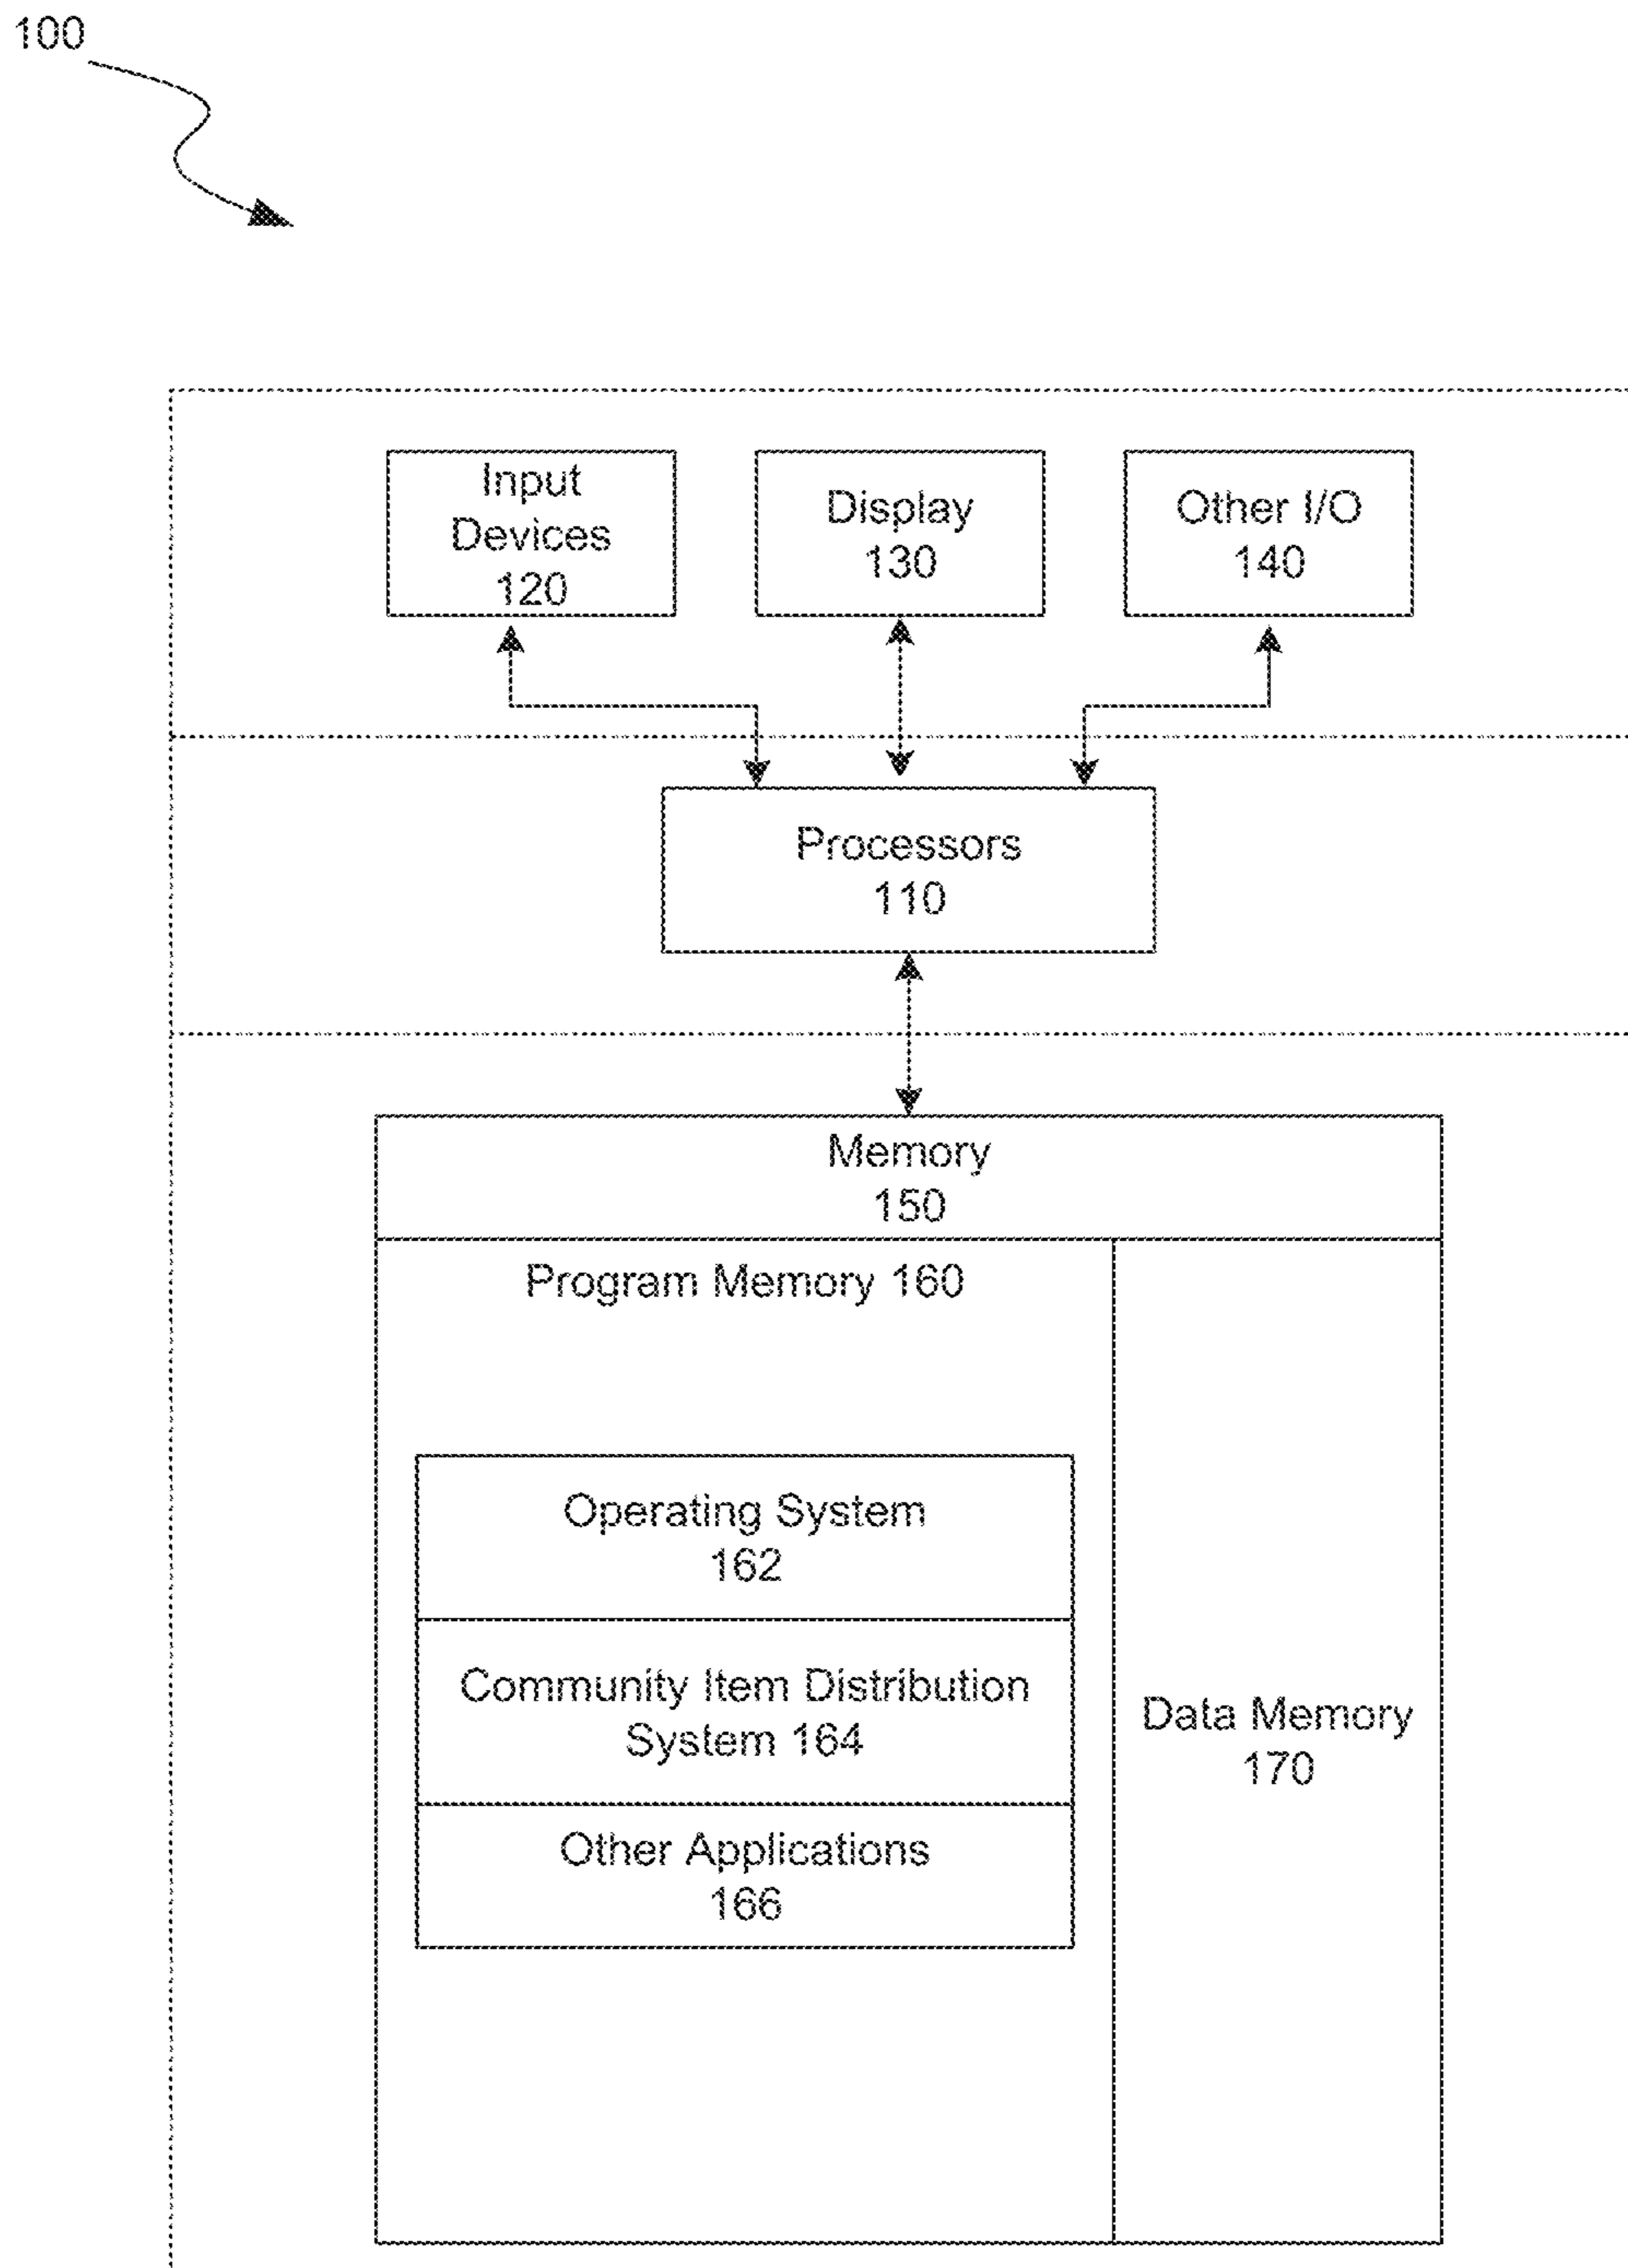 100
Input
Devices
120
Display
130
Other I/O
140
Processors
110
Memory
150
Program Memory 160
Operating System
162
Community Item Distribution
System 164
Other Applications
166
Data Memory
170